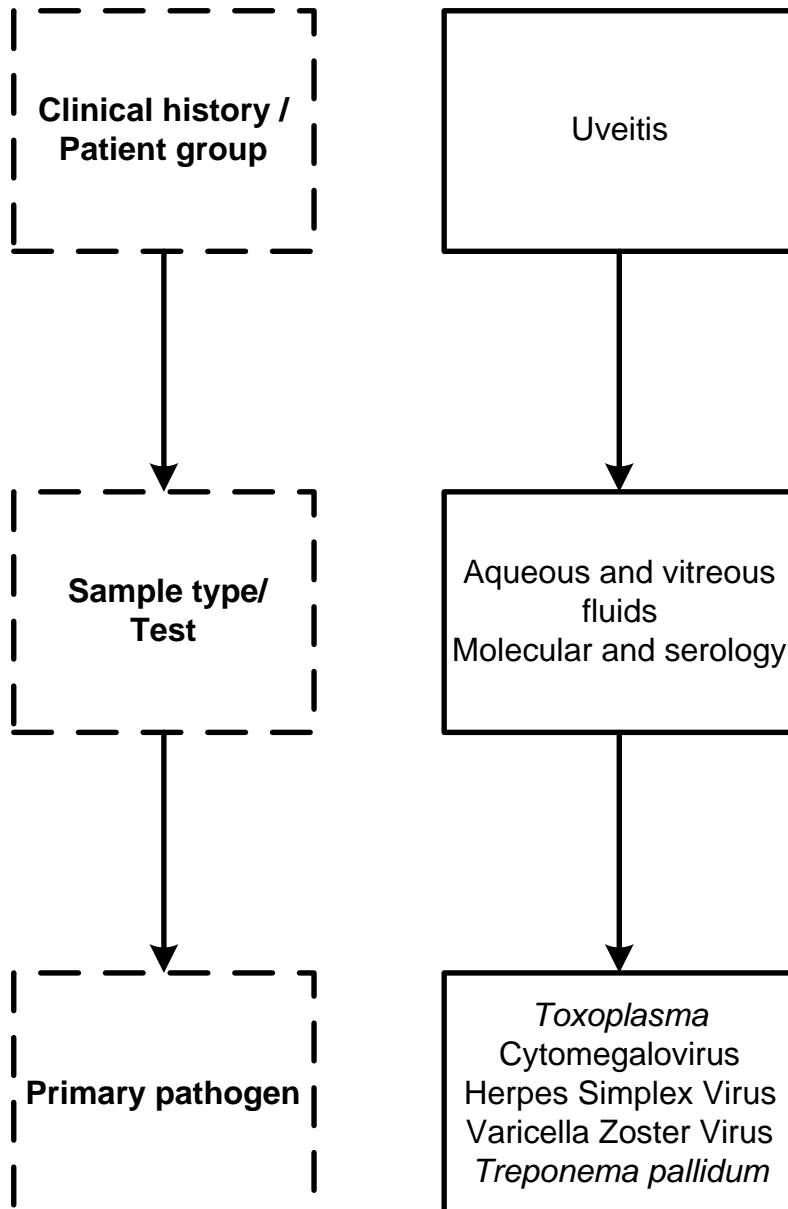 Clinical history /
Patient group
Uveitis
Sample type/
Test
Aqueous and vitreous
fluids
Molecular and serology
Primary pathogen
Toxoplasma
Cytomegalovirus
Herpes Simplex Virus
Varicella Zoster Virus
Treponema pallidum